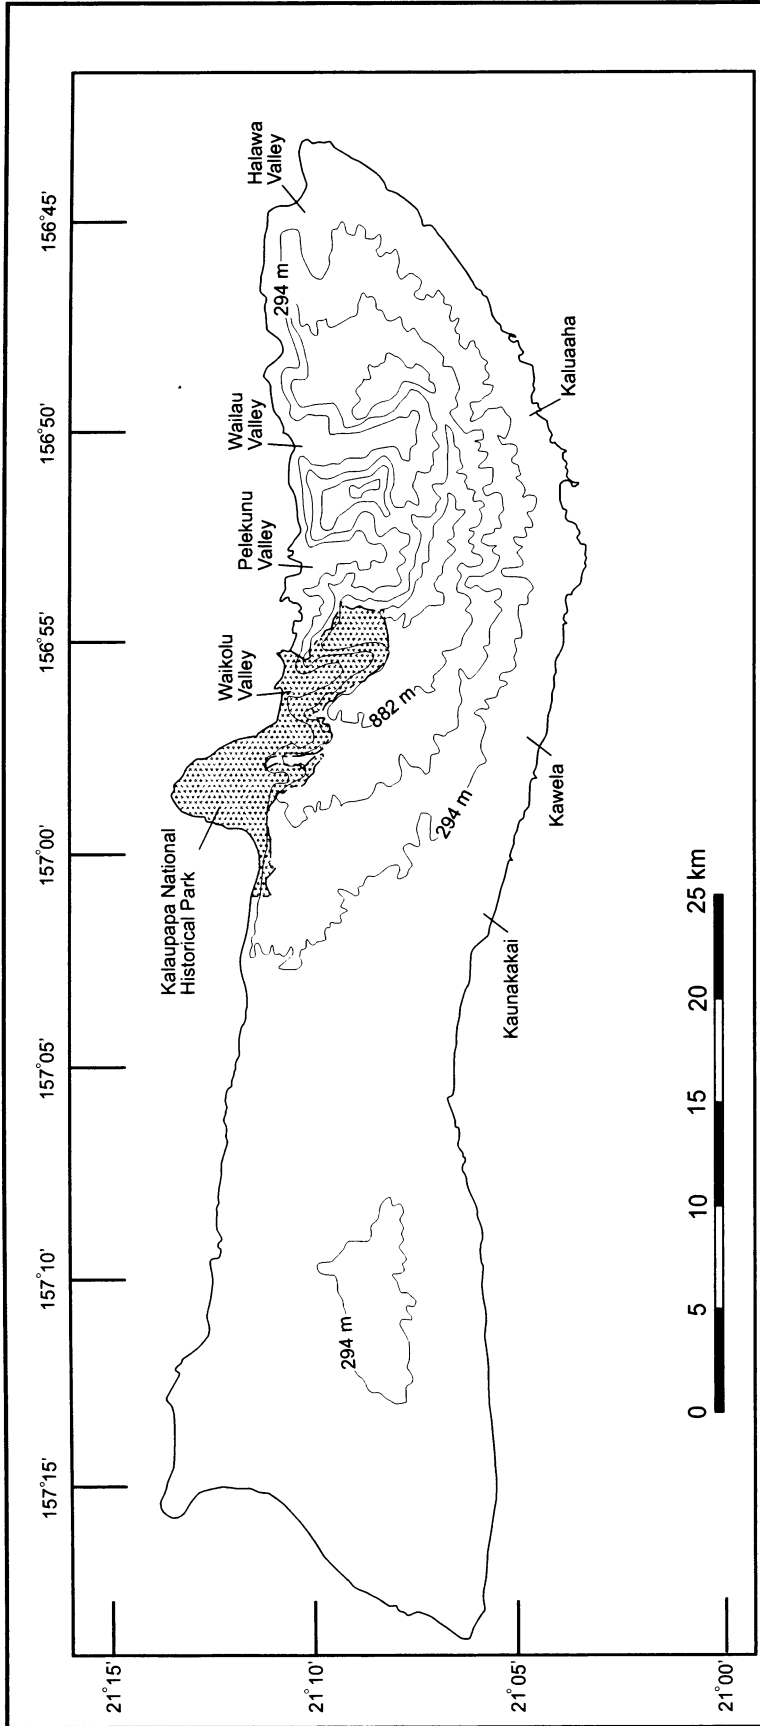 157°15'
157°10'
157°05'
157°00'
156°55'
156°50'
156°45'
21°15'
21°10'
21°05'
21°00'
Kalaupapa National
Historical Park
Waikolu
Valley
Pelekunu
Valley
Wailau
Valley
Halawa
Valley
294 m
882 m
294 m
294 m
Kaunakakai
Kawela
Kaluaaha
0
5
10
15
20
25 km